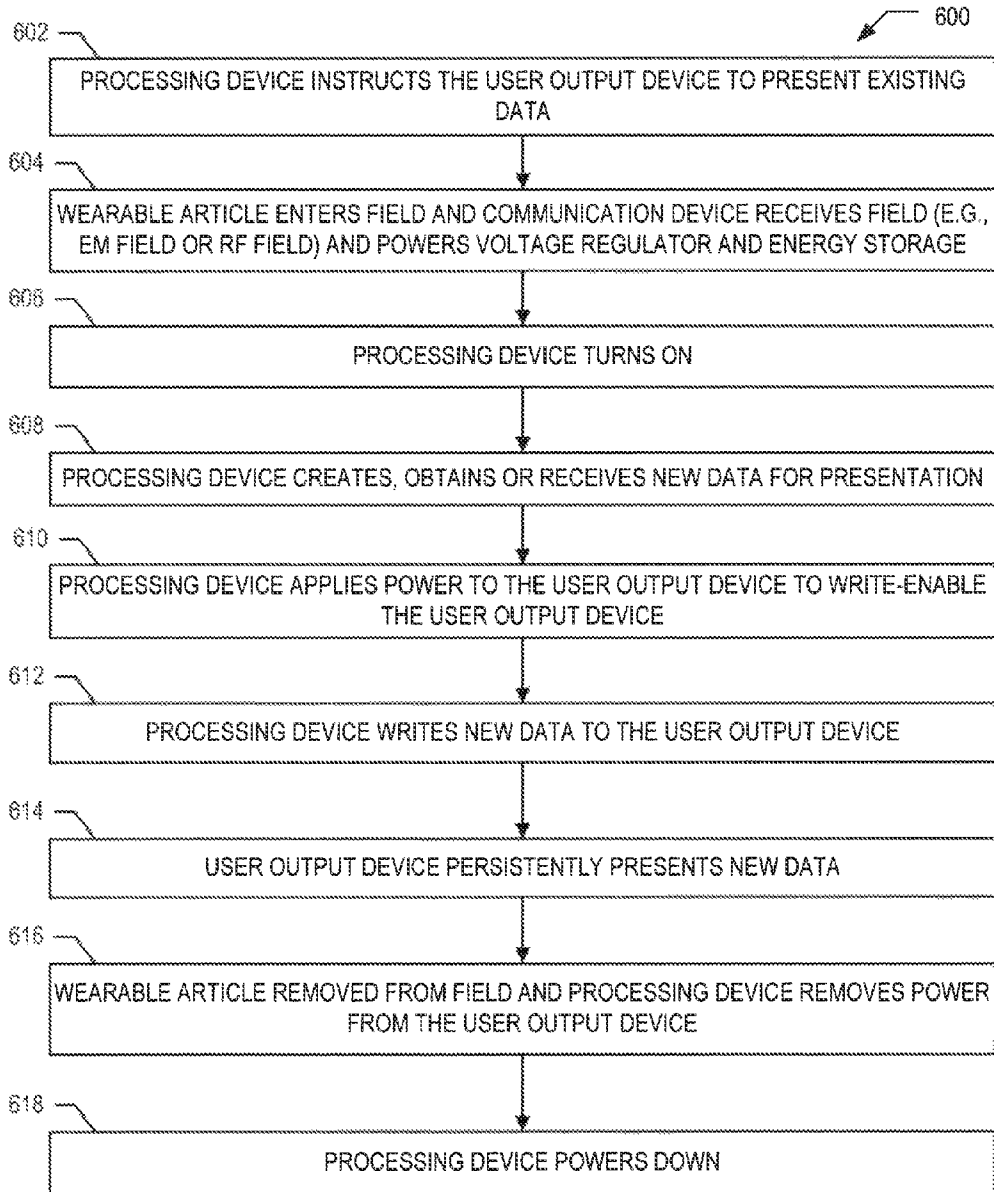 600
602
PROCESSING DEVICE INSTRUCTS THE USER OUTPUT DEVICE TO PRESENT EXISTING
DATA
604
WEARABLE ARTICLE ENTERS FIELD AND COMMUNICATION DEVICE RECEIVES FIELD (E.G.,
EM FIELD OR RF FIELD) AND POWERS VOLTAGE REGULATOR AND ENERGY STORAGE
606
PROCESSING DEVICE TURNS ON
608
PROCESSING DEVICE CREATES, OBTAINS OR RECEIVES NEW DATA FOR PRESENTATION
610
PROCESSING DEVICE APPLIES POWER TO THE USER OUTPUT DEVICE TO WRITE-ENABLE
THE USER OUTPUT DEVICE
612
PROCESSING DEVICE WRITES NEW DATA TO THE USER OUTPUT DEVICE
614
USER OUTPUT DEVICE PERSISTENTLY PRESENTS NEW DATA
616
WEARABLE ARTICLE REMOVED FROM FIELD AND PROCESSING DEVICE REMOVES POWER
FROM THE USER OUTPUT DEVICE
618
PROCESSING DEVICE POWERS DOWN